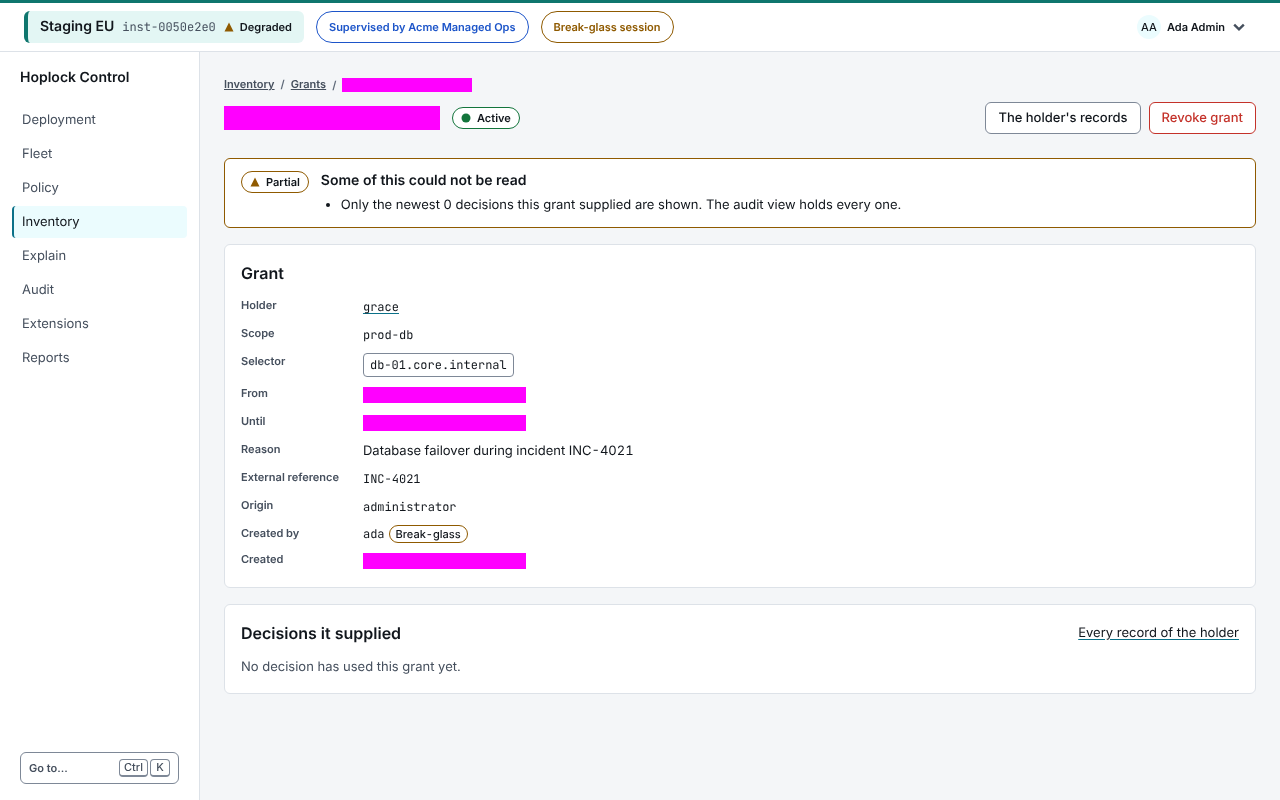 Staging EU inst-0050e2e0 Degraded
Supervised by Acme Managed Ops
Break-glass session
AA Ada Admin
Hoplock Control
Deployment
Fleet
Policy
Inventory
Explain
Audit
Extensions
Reports
Go to... Ctrl K
Inventory / Grants /
Active
The holder's records
Revoke grant
Partial
Some of this could not be read
• Only the newest 0 decisions this grant supplied are shown. The audit view holds every one.
Grant
Holder grace
Scope prod-db
Selector db-01.core.internal
From
Until
Reason Database failover during incident INC-4021
External reference INC-4021
Origin administrator
Created by ada Break-glass
Created
Decisions it supplied
Every record of the holder
No decision has used this grant yet.